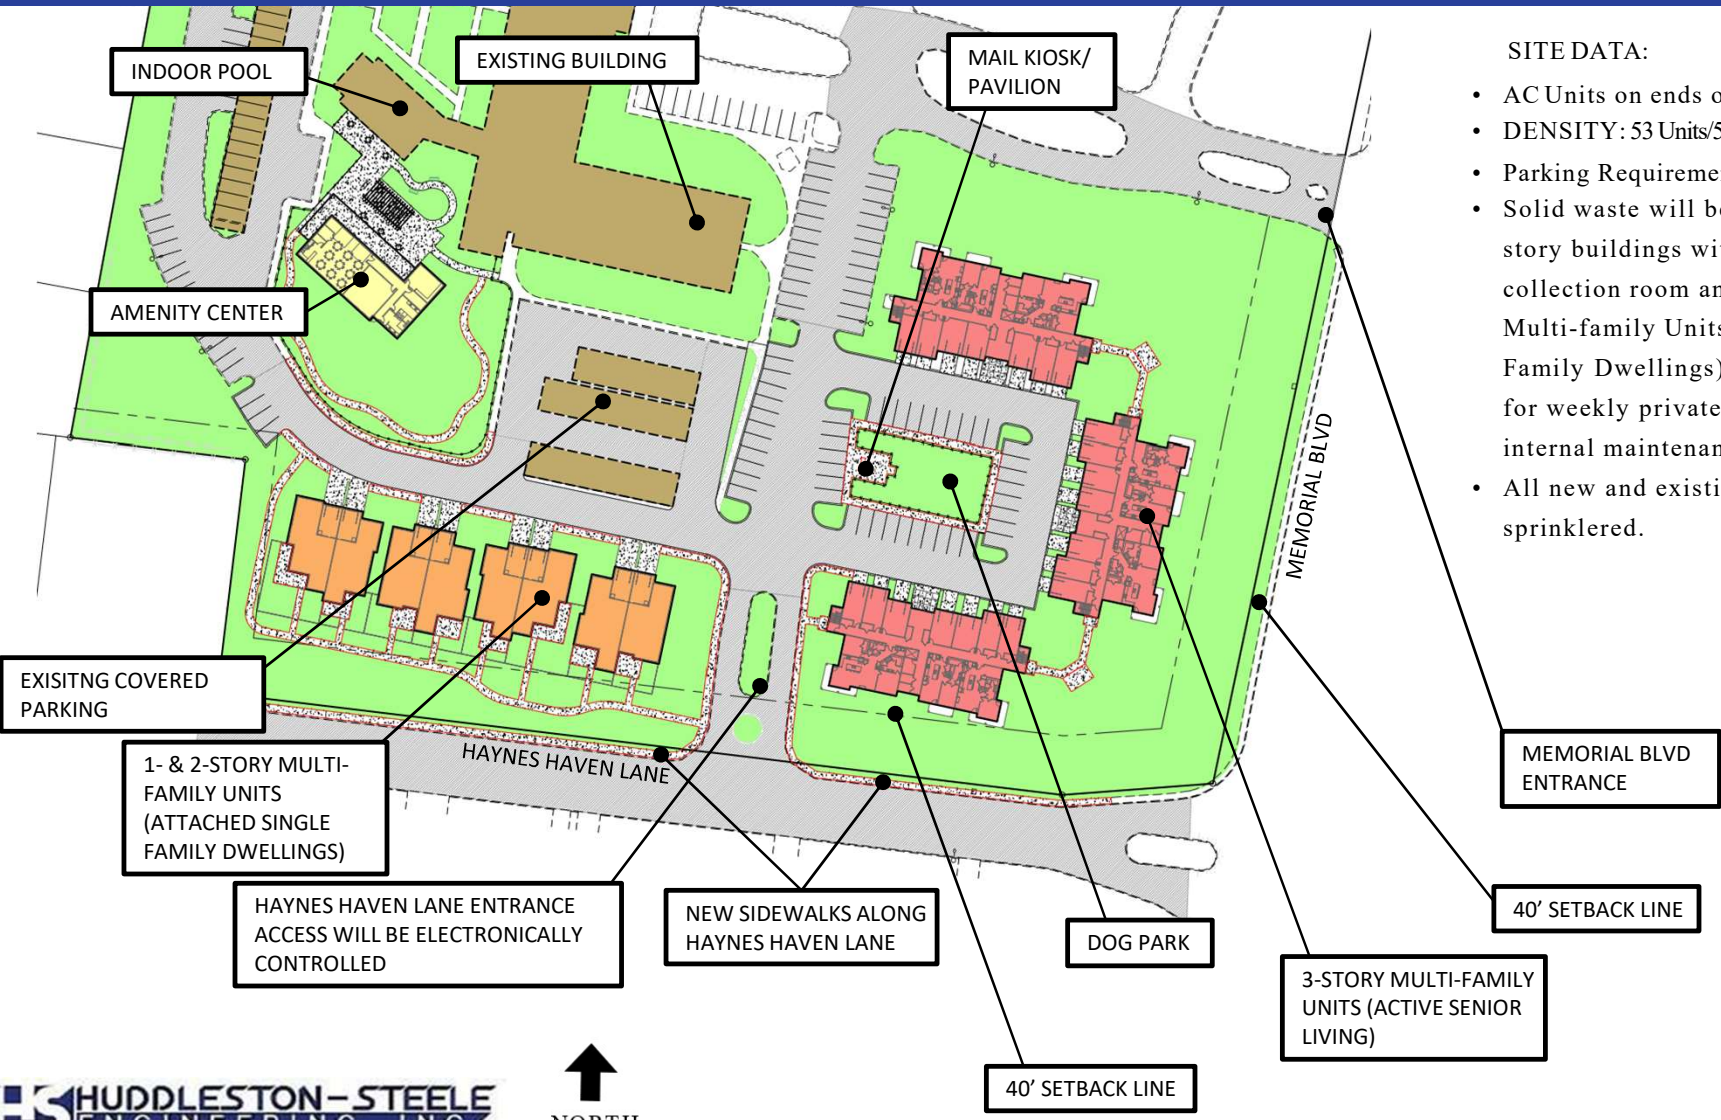 INDOOR POOL
EXISTING BUILDING
MAIL KIOSK/
PAVILION
SITE DATA:
• AC Units on ends o
• DENSITY: 53 Units/5
• Parking Requireme
• Solid waste will b
story buildings wi
collection room a
Multi-family Units
Family Dwellings)
for weekly private
internal maintenan
• All new and existi
sprinklered.
AMENITY CENTER
MEMORIAL BLVD
EXISITNG COVERED
PARKING
1- & 2-STORY MULTI-
FAMILY UNITS
(ATTACHED SINGLE
FAMILY DWELLINGS)
HAYNES HAVEN LANE
MEMORIAL BLVD
ENTRANCE
HAYNES HAVEN LANE ENTRANCE
ACCESS WILL BE ELECTRONICALLY
CONTROLLED
NEW SIDEWALKS ALONG
HAYNES HAVEN LANE
DOG PARK
40’ SETBACK LINE
3-STORY MULTI-FAMILY
UNITS (ACTIVE SENIOR
LIVING)
40’ SETBACK LINE
HS HUDDLESTON-STEELE
ENGINEERING, INC.
NORTH